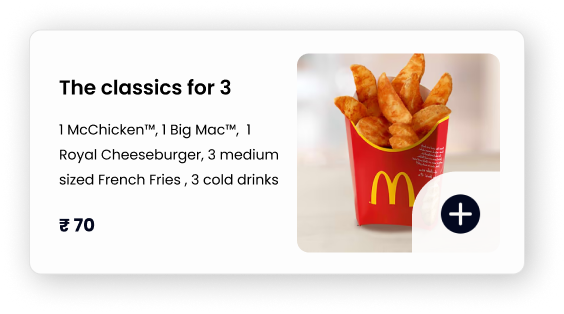 The classics for 3
1 McChicken™, 1 Big Mac™, 1
Royal Cheeseburger, 3 medium
sized French Fries , 3 cold drinks
₹ 70